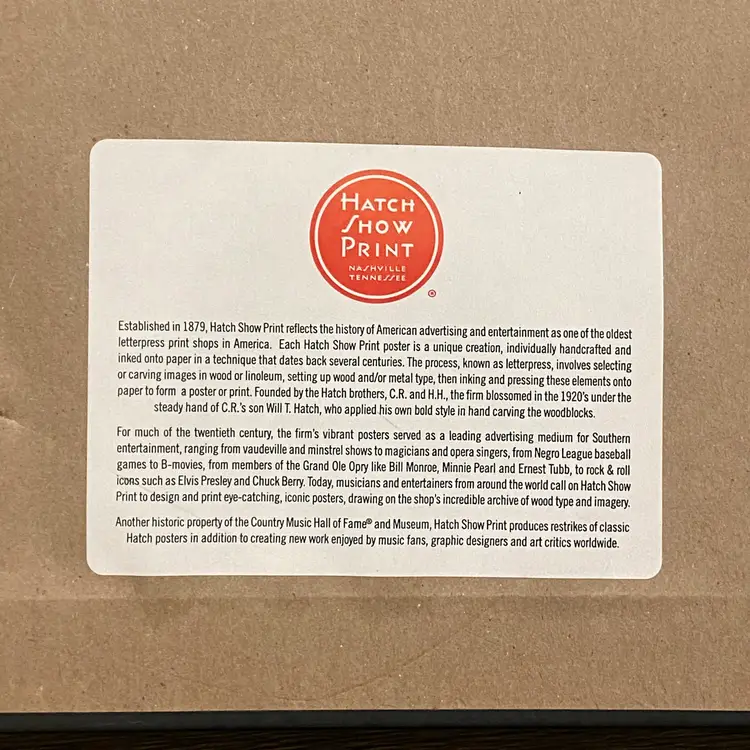 HATCH
SHOW
PRINT
NASHVILLE
TENNESSEE
®
Established in 1879, Hatch Show Print reflects the history of American advertising and entertainment as one of the oldest
letterpress print shops in America. Each Hatch Show Print poster is a unique creation, individually handcrafted and
inked onto paper in a technique that dates back several centuries. The process, known as letterpress, involves selecting
or carving images in wood or linoleum, setting up wood and/or metal type, then inking and pressing these elements onto
paper to form a poster or print. Founded by the Hatch brothers, C.R. and H.H., the firm blossomed in the 1920's under the
steady hand of C.R.'s son Will T. Hatch, who applied his own bold style in hand carving the woodblocks.
For much of the twentieth century, the firm's vibrant posters served as a leading advertising medium for Southern
entertainment, ranging from vaudeville and minstrel shows to magicians and opera singers, from Negro League baseball
games to B-movies, from members of the Grand Ole Opry like Bill Monroe, Minnie Pearl and Ernest Tubb, to rock & roll
icons such as Elvis Presley and Chuck Berry. Today, musicians and entertainers from around the world call on Hatch Show
Print to design and print eye-catching, iconic posters, drawing on the shop's incredible archive of wood type and imagery.
Another historic property of the Country Music Hall of Fame® and Museum, Hatch Show Print produces restrikes of classic
Hatch posters in addition to creating new work enjoyed by music fans, graphic designers and art critics worldwide.